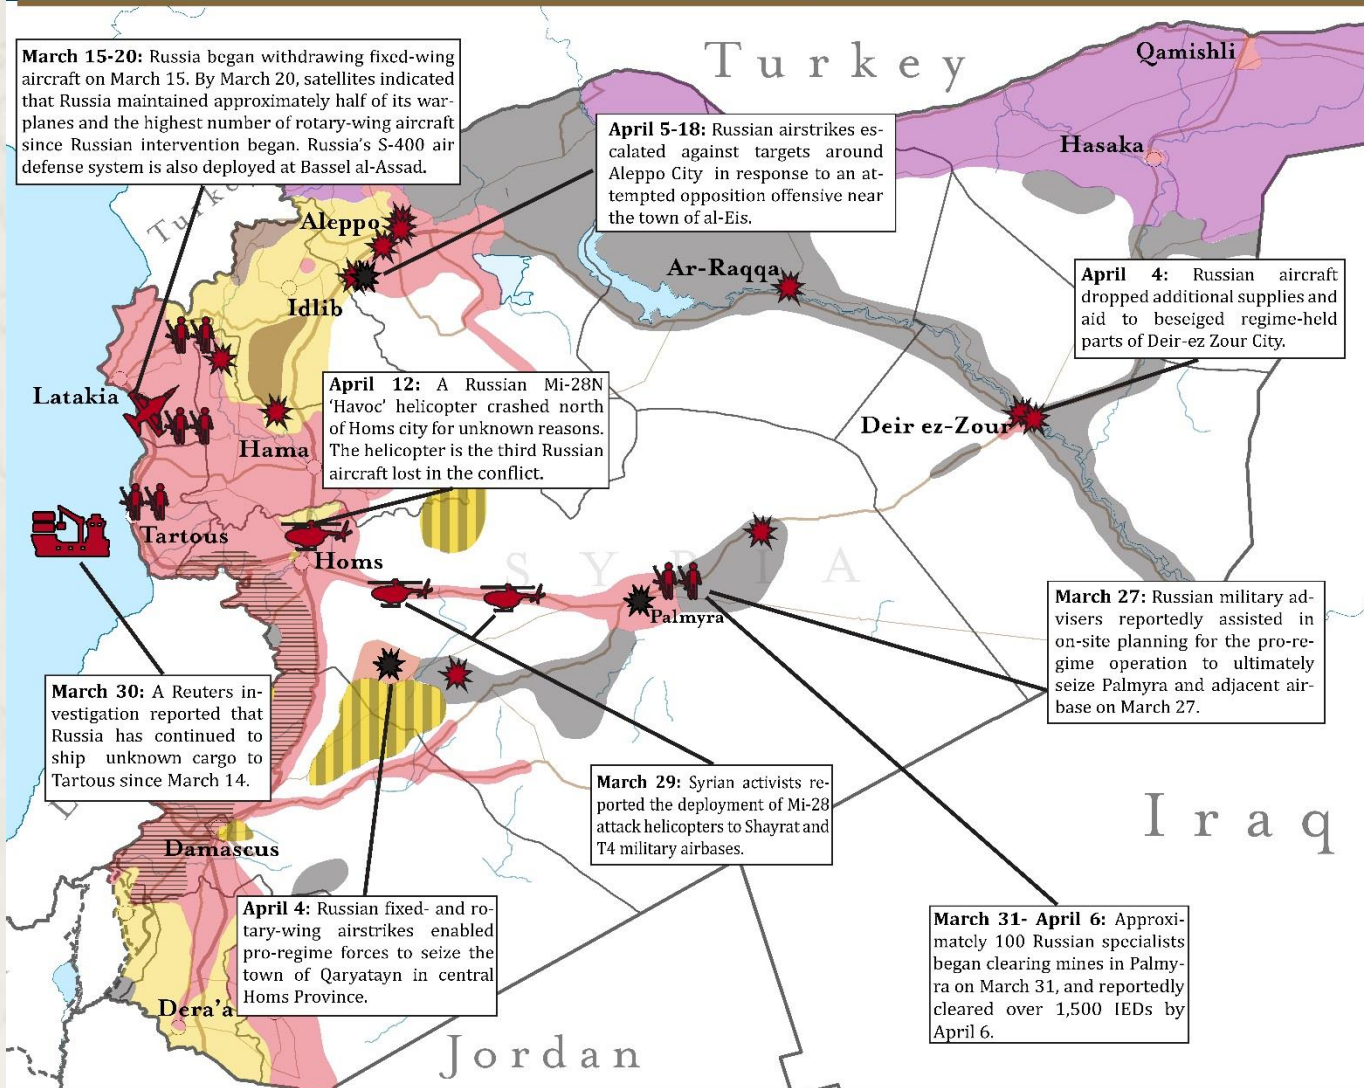 March 15-20: Russia began withdrawing fixed-wing
aircraft on March 15. By March 20, satellites indicated
that Russia maintained approximately half of its war-
planes and the highest number of rotary-wing aircraft
since Russian intervention began. Russia's S-400 air
defense system is also deployed at Bassel al-Assad.
Turkey
Qamishli
Hasaka
April 5-18: Russian airstrikes es-
calated against targets around
Aleppo City in response to an at-
tempted opposition offensive near
the town of al-Eis.
Aleppo
Idlib
Ar-Raqqa
April 4: Russian aircraft
dropped additional supplies and
aid to beseiged regime-held
parts of Deir-ez Zour City.
Latakia
April 12: A Russian Mi-28N
'Havoc' helicopter crashed north
of Homs city for unknown reasons.
The helicopter is the third Russian
aircraft lost in the conflict.
Hama
Deir ez-Zour
Tartous
Homs
SYRIA
Palmyra
March 27: Russian military ad-
visers reportedly assisted in
on-site planning for the pro-re-
gime operation to ultimately
seize Palmyra and adjacent air-
base on March 27.
March 30: A Reuters in-
vestigation reported that
Russia has continued to
ship unknown cargo to
Tartous since March 14.
March 29: Syrian activists re-
ported the deployment of Mi-28
attack helicopters to Shayrat and
T4 military airbases.
Iraq
Damascus
April 4: Russian fixed- and ro-
tary-wing airstrikes enabled
pro-regime forces to seize the
town of Qaryatayn in central
Homs Province.
March 31- April 6: Approxi-
mately 100 Russian specialists
began clearing mines in Palmy-
ra on March 31, and reportedly
cleared over 1,500 IEDs by
April 6.
Dera'a
Jordan